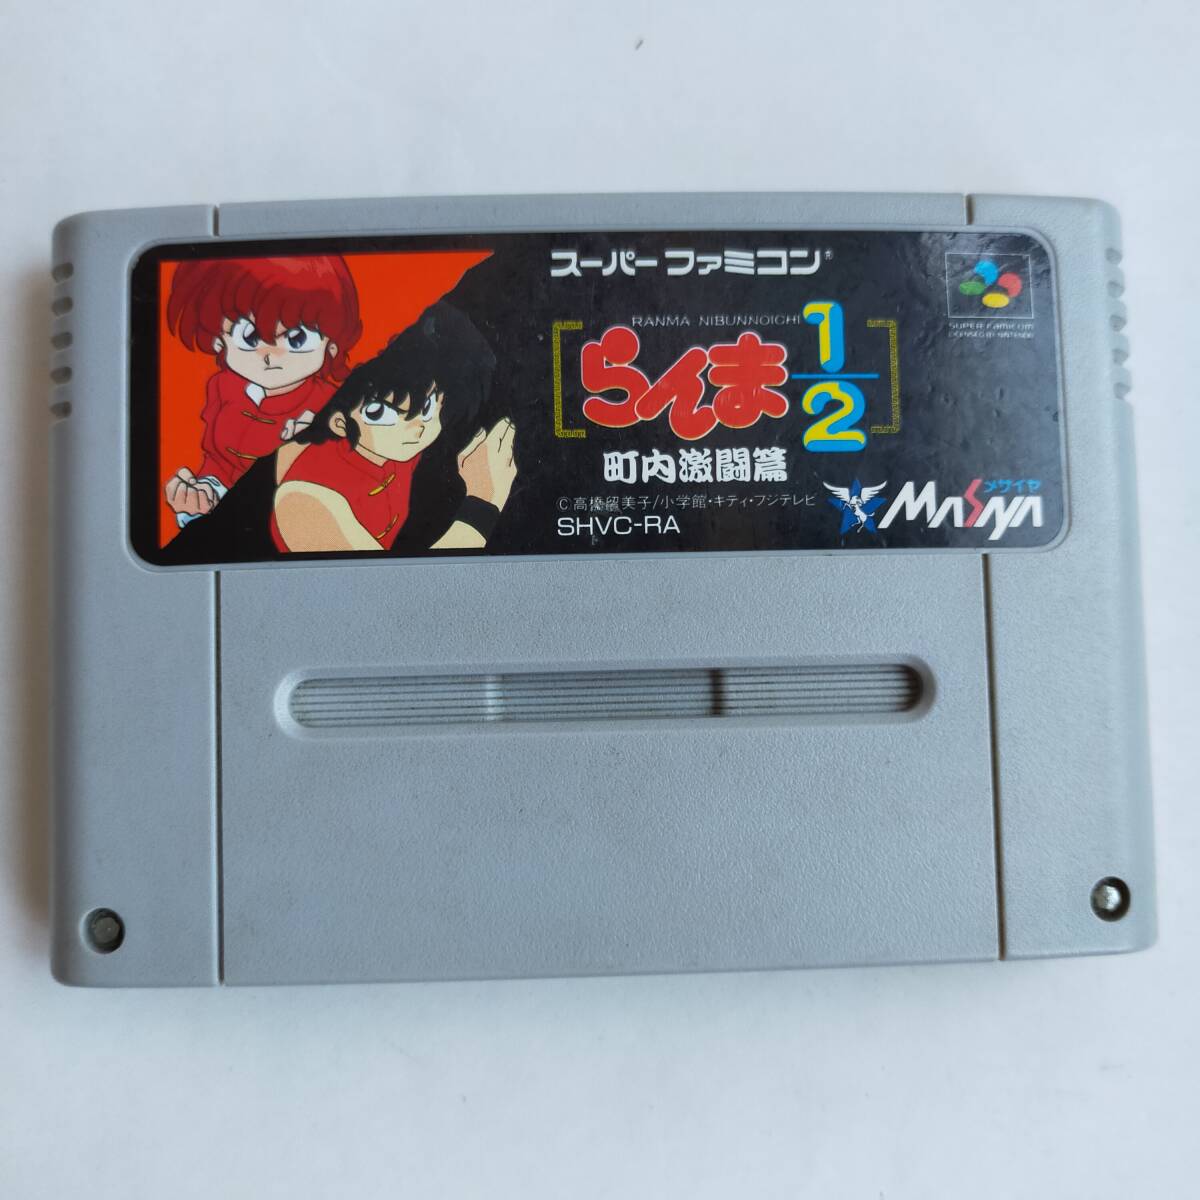 スーパーファミコン®
SUPER FAMICOM
LICENSED BY NINTENDO
RANMA NIBUNNOICHI
らんま1/2
町内激闘篇
©高橋留美子/小学館・キティ・フジテレビ
SHVC-RA
メサイヤ
MASAYA